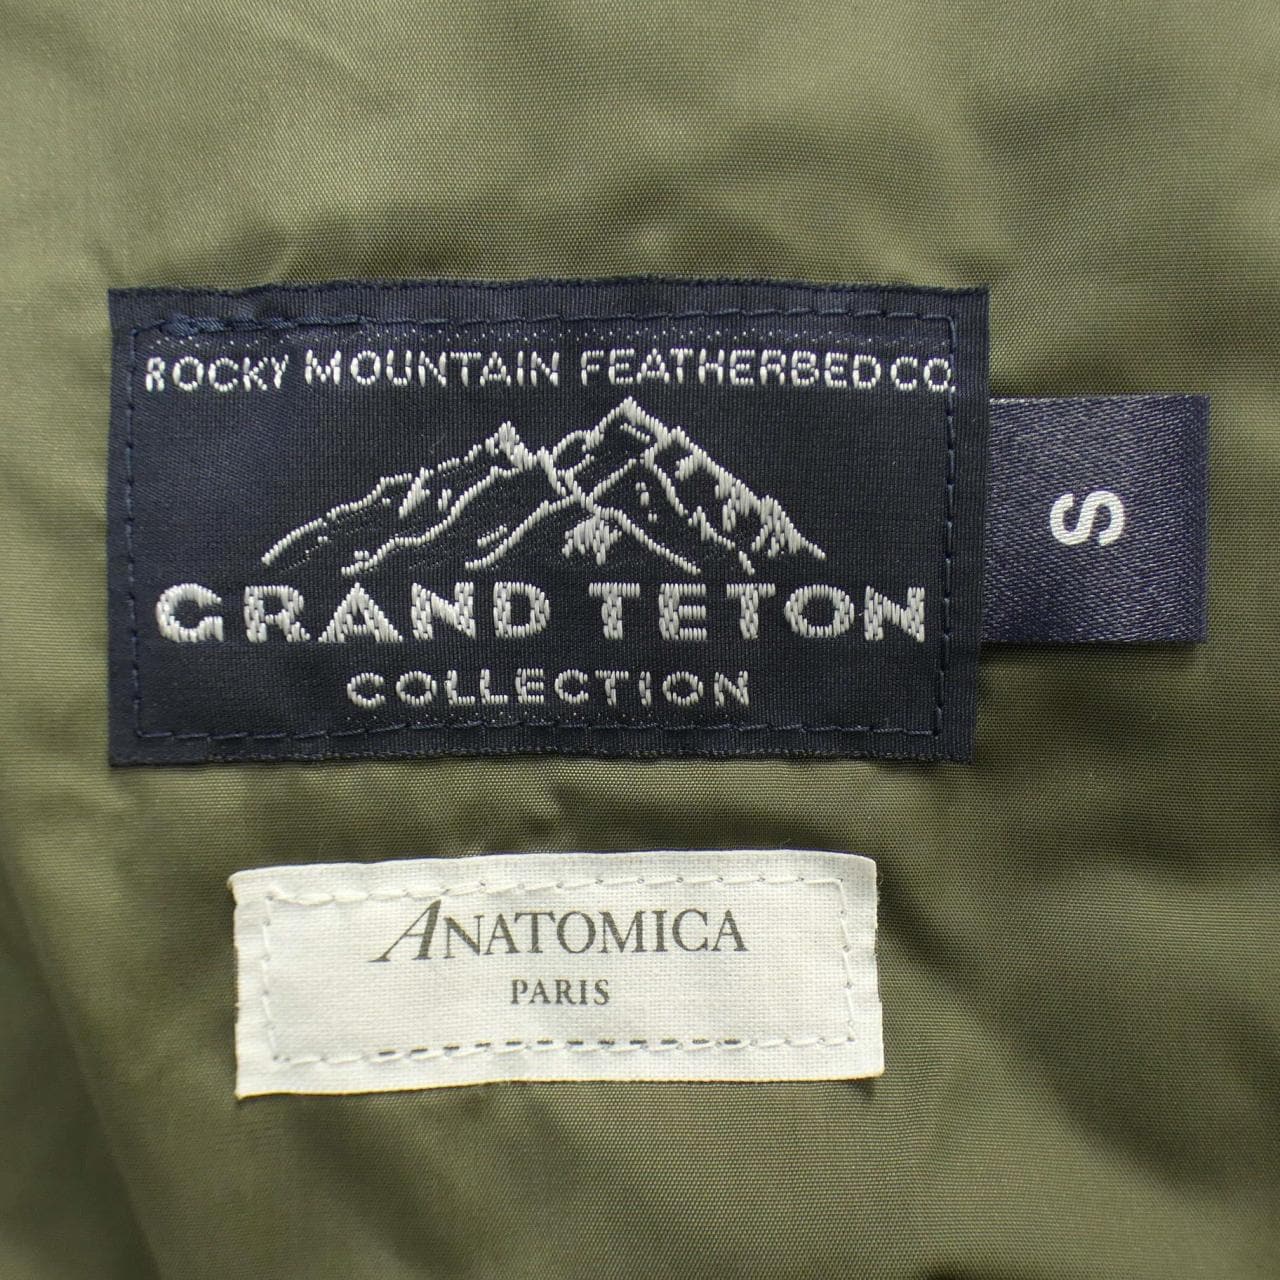 ROCKY MOUNTAIN FEATHERBED CO.
GRAND TETON
COLLECTION
S
ANATOMICA
PARIS